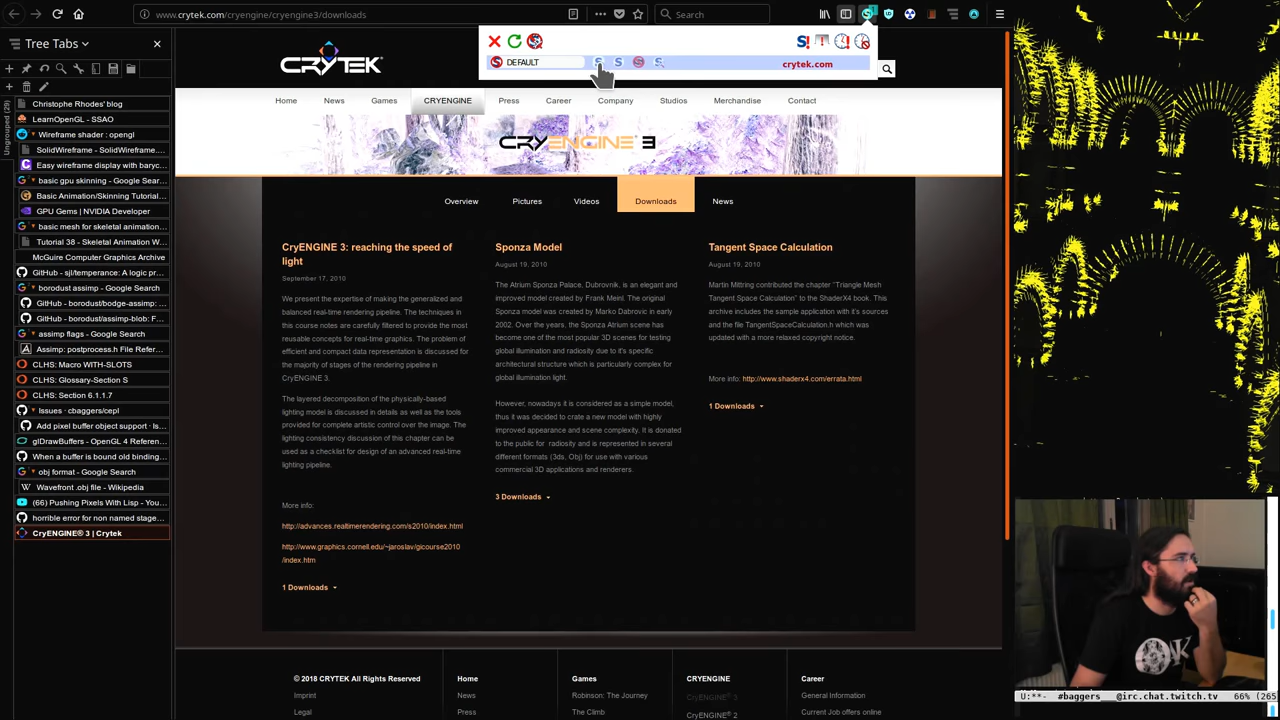 www.crytek.com/cryengine/cryengine3/downloads
Search
Tree Tabs
DEFAULT
crytek.com
CRYTEK
Home
News
Games
CRYENGINE
Press
Career
Company
Studios
Merchandise
Contact
Ungrouped (29)
Christophe Rhodes' blog
LearnOpenGL - SSAO
Wireframe shader : opengl
SolidWireframe - SolidWireframe...
Easy wireframe display with baryc...
basic gpu skinning - Google Sear...
Basic Animation/Skinning Tutorial...
GPU Gems | NVIDIA Developer
basic mesh for skeletal animation...
Tutorial 38 - Skeletal Animation W...
McGuire Computer Graphics Archive
GitHub - sjl/temperance: A logic pr...
borodust assimp - Google Search
GitHub - borodust/bodge-assimp: ...
GitHub - borodust/assimp-blob: F...
assimp flags - Google Search
Assimp: postprocess.h File Refer...
CLHS: Macro WITH-SLOTS
CLHS: Glossary-Section S
CLHS: Section 6.1.1.7
Issues · cbaggers/cepl
Add pixel buffer object support · Is...
glDrawBuffers - OpenGL 4 Referen...
When a buffer is bound old binding...
obj format - Google Search
Wavefront .obj file - Wikipedia
(66) Pushing Pixels With Lisp - You...
horrible error for non named stage...
CryENGINE® 3 | Crytek
CRYENGINE® 3
Overview
Pictures
Videos
Downloads
News
CryENGINE 3: reaching the speed of
light
September 17, 2010
We present the expertise of making the generalized and
balanced real-time rendering pipeline. The techniques in
this course notes are carefully filtered to provide the most
reusable concepts for real-time graphics. The problem of
efficient and compact data representation is discussed for
the majority of stages of the rendering pipeline in
CryENGINE 3.
The layered decomposition of the physically-based
lighting model is discussed in details as well as the tools
provided for complete artistic control over the image. The
lighting consistency discussion of this chapter can be
used as a checklist for design of an advanced real-time
lighting pipeline.
More info:
http://advances.realtimerendering.com/s2010/index.html
http://www.graphics.cornell.edu/~jaroslav/gicourse2010
/index.htm
1 Downloads
Sponza Model
August 19, 2010
The Atrium Sponza Palace, Dubrovnik, is an elegant and
improved model created by Frank Meinl. The original
Sponza model was created by Marko Dabrovic in early
2002. Over the years, the Sponza Atrium scene has
become one of the most popular 3D scenes for testing
global illumination and radiosity due to it's specific
architectural structure which is particularly complex for
global illumination light.
However, nowadays it is considered as a simple model,
thus it was decided to crate a new model with highly
improved appearance and scene complexity. It is donated
to the public for radiosity and is represented in several
different formats (3ds, Obj) for use with various
commercial 3D applications and renderers.
3 Downloads
Tangent Space Calculation
August 19, 2010
Martin Mittring contributed the chapter "Triangle Mesh
Tangent Space Calculation" to the ShaderX4 book. This
archive includes the sample application with it's sources
and the file TangentSpaceCalculation.h which was
updated with a more relaxed copyright notice.
More info: http://www.shaderx4.com/errata.html
1 Downloads
© 2018 CRYTEK All Rights Reserved
Imprint
Legal
Home
News
Press
Games
Robinson: The Journey
The Climb
CRYENGINE
CryENGINE® 3
CryENGINE® 2
Career
General Information
Current Job offers online
U:**- #baggers__@irc.chat.twitch.tv 66% (265